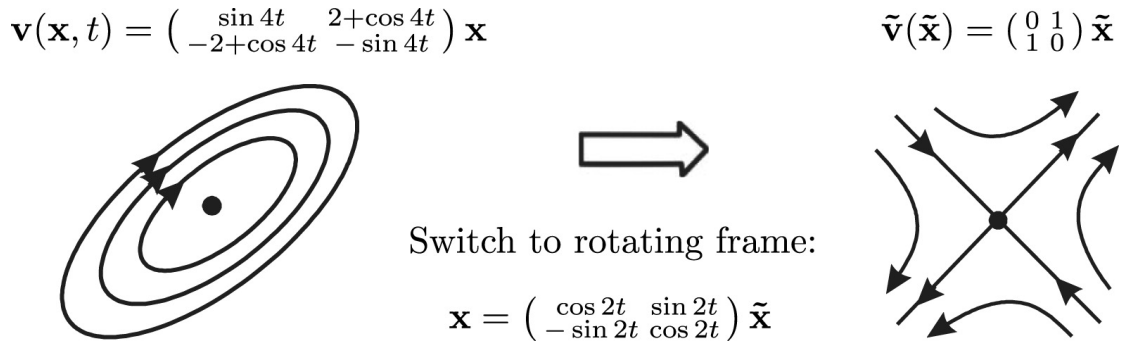 v(x, t) = ( sin 4t 2+cos 4t
-2+cos 4t - sin 4t ) x
ṽ(x̃) = ( 0 1
1 0 ) x̃
Switch to rotating frame:
x = ( cos 2t sin 2t
- sin 2t cos 2t ) x̃